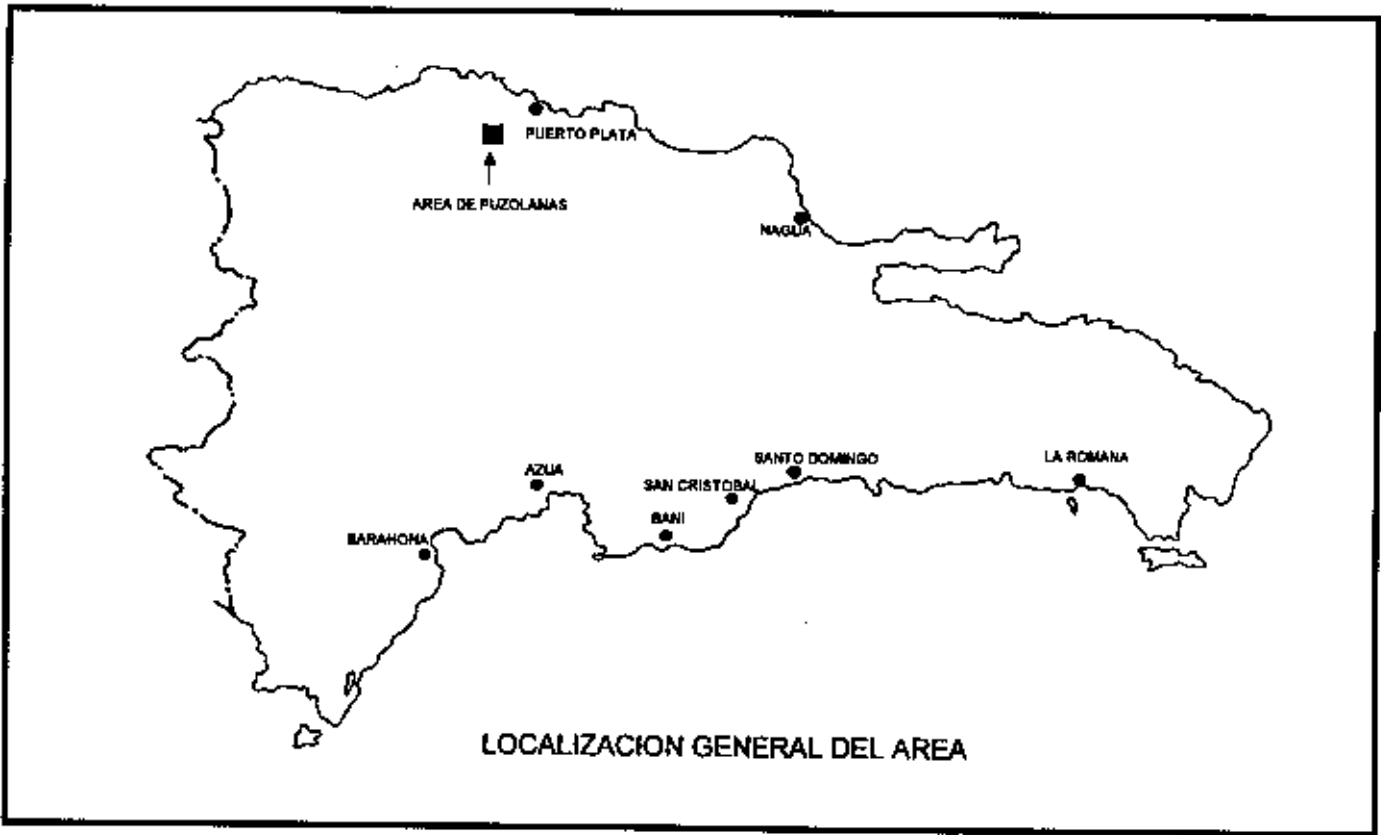 PUERTO PLATA
AREA DE PUZOLANAS
NAGUA
SANTO DOMINGO
LA ROMANA
AZUA
SAN CRISTOBAL
BANI
BARAHONA
LOCALIZACION GENERAL DEL AREA